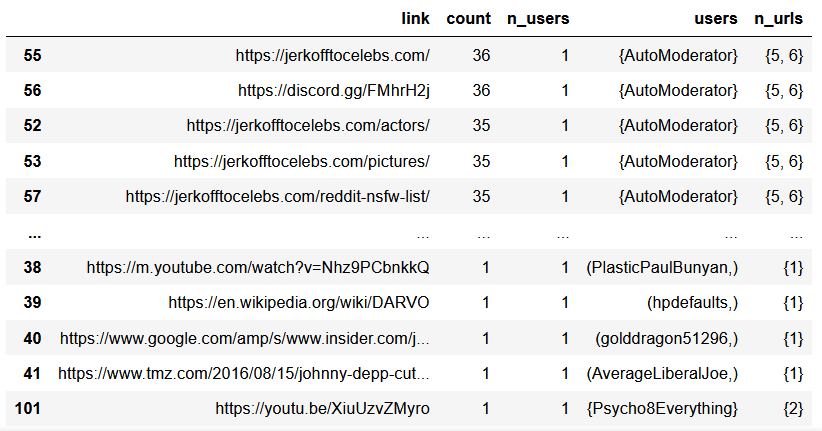 link count n_users users n_urls
55 https://jerkofftocelebs.com/ 36 1 {AutoModerator} {5, 6}
56 https://discord.gg/FMhrH2j 36 1 {AutoModerator} {5, 6}
52 https://jerkofftocelebs.com/actors/ 35 1 {AutoModerator} {5, 6}
53 https://jerkofftocelebs.com/pictures/ 35 1 {AutoModerator} {5, 6}
57 https://jerkofftocelebs.com/reddit-nsfw-list/ 35 1 {AutoModerator} {5, 6}
... ... ... ... ... ...
38 https://m.youtube.com/watch?v=Nhz9PCbnkkQ 1 1 (PlasticPaulBunyan,) {1}
39 https://en.wikipedia.org/wiki/DARVO 1 1 (hpdefaults,) {1}
40 https://www.google.com/amp/s/www.insider.com/j... 1 1 (golddragon51296,) {1}
41 https://www.tmz.com/2016/08/15/johnny-depp-cut... 1 1 (AverageLiberalJoe,) {1}
101 https://youtu.be/XiuUzvZMyro 1 1 {Psycho8Everything} {2}